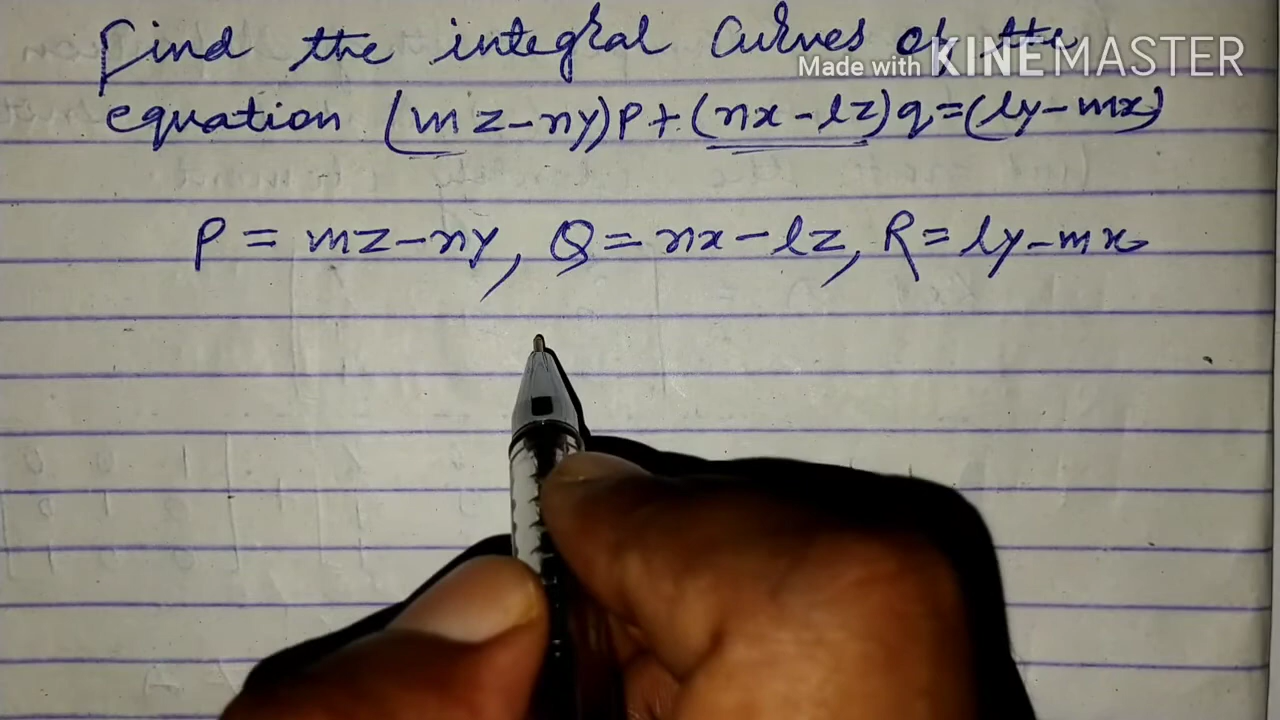 Find the integral curves of the
Made with KINEMASTER
equation (mz-ny)p+(nx-lz)q=(ly-mx)
P = mz-ny, Q = nx-lz, R = ly-mx